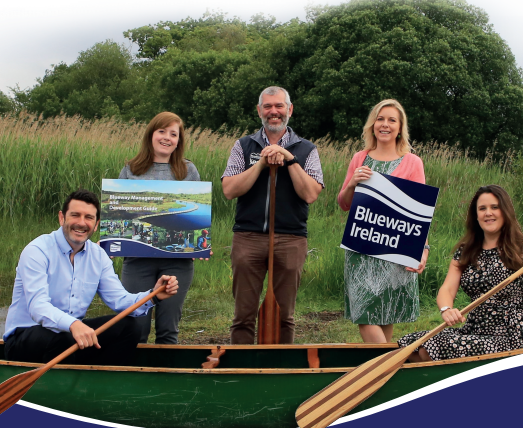 Blueway Management
and
Development Guide
Blueways
Ireland